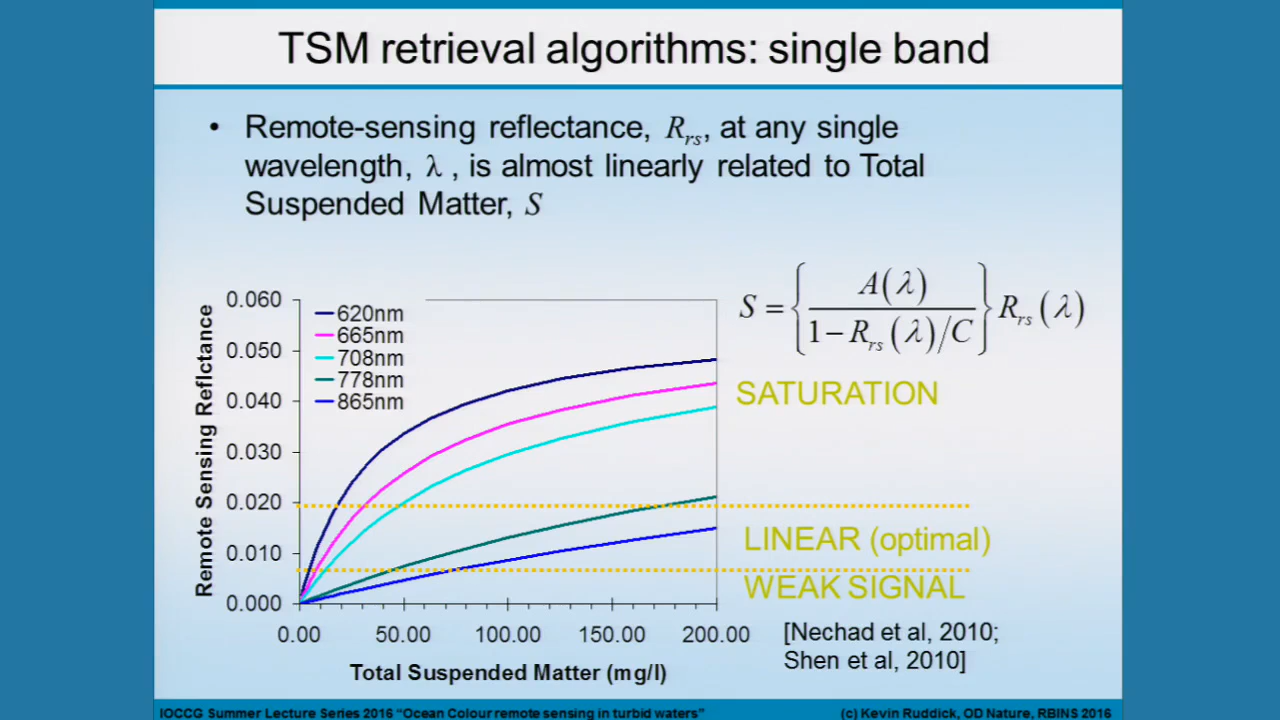 TSM retrieval algorithms: single band
• Remote-sensing reflectance, Rrs, at any single
wavelength, λ , is almost linearly related to Total
Suspended Matter, S
S = { A(λ) / 1 − Rrs(λ)/C } Rrs(λ)
Remote Sensing Reflctance
0.060
0.050
0.040
0.030
0.020
0.010
0.000
620nm
665nm
708nm
778nm
865nm
SATURATION
LINEAR (optimal)
WEAK SIGNAL
0.00 50.00 100.00 150.00 200.00
Total Suspended Matter (mg/l)
[Nechad et al, 2010;
Shen et al, 2010]
IOCCG Summer Lecture Series 2016 “Ocean Colour remote sensing in turbid waters” (c) Kevin Ruddick, OD Nature, RBINS 2016